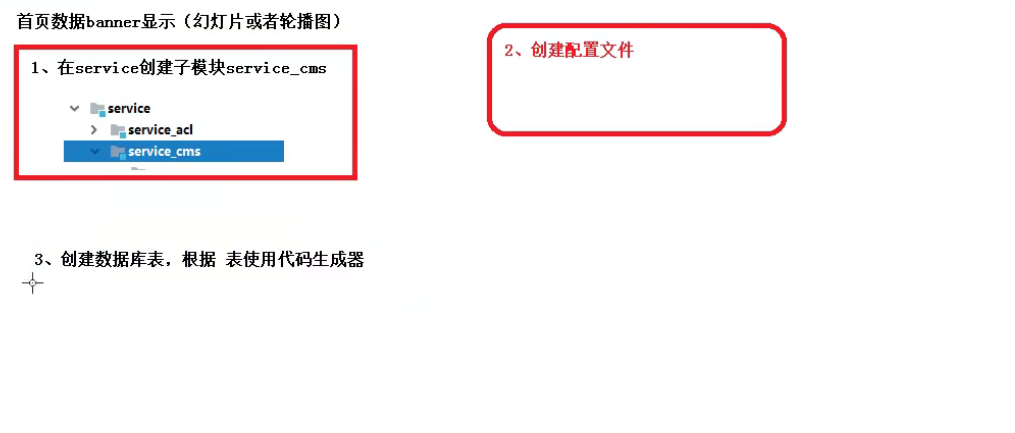 首页数据banner显示（幻灯片或者轮播图）
1、在service创建子模块service_cms
service
service_acl
service_cms
2、创建配置文件
3、创建数据库表，根据 表使用代码生成器